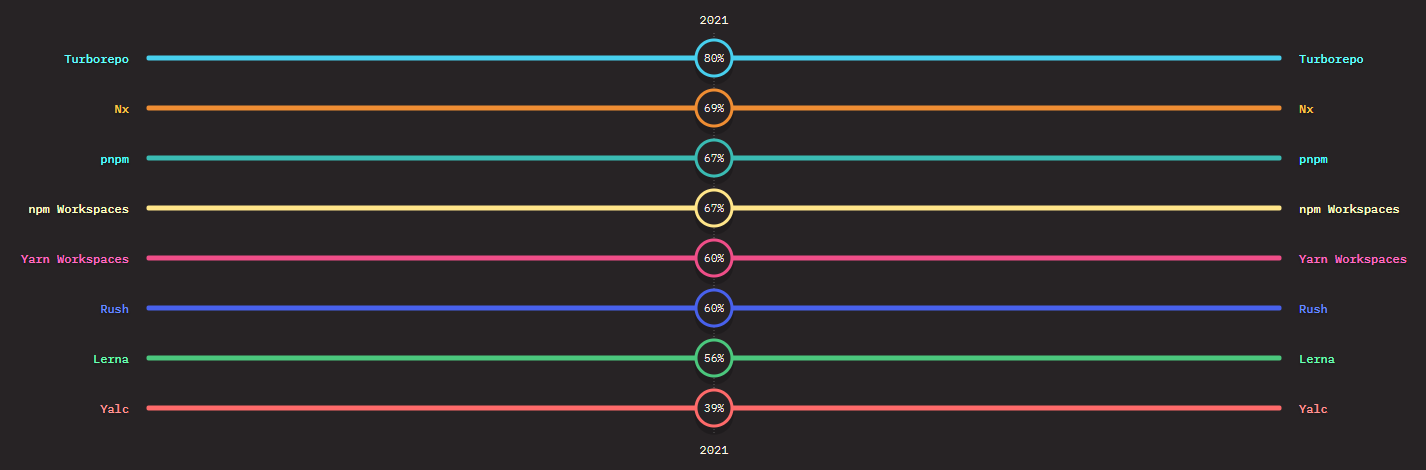 2021
Turborepo 80% Turborepo
Nx 69% Nx
pnpm 67% pnpm
npm Workspaces 67% npm Workspaces
Yarn Workspaces 60% Yarn Workspaces
Rush 60% Rush
Lerna 56% Lerna
Yalc 39% Yalc
2021